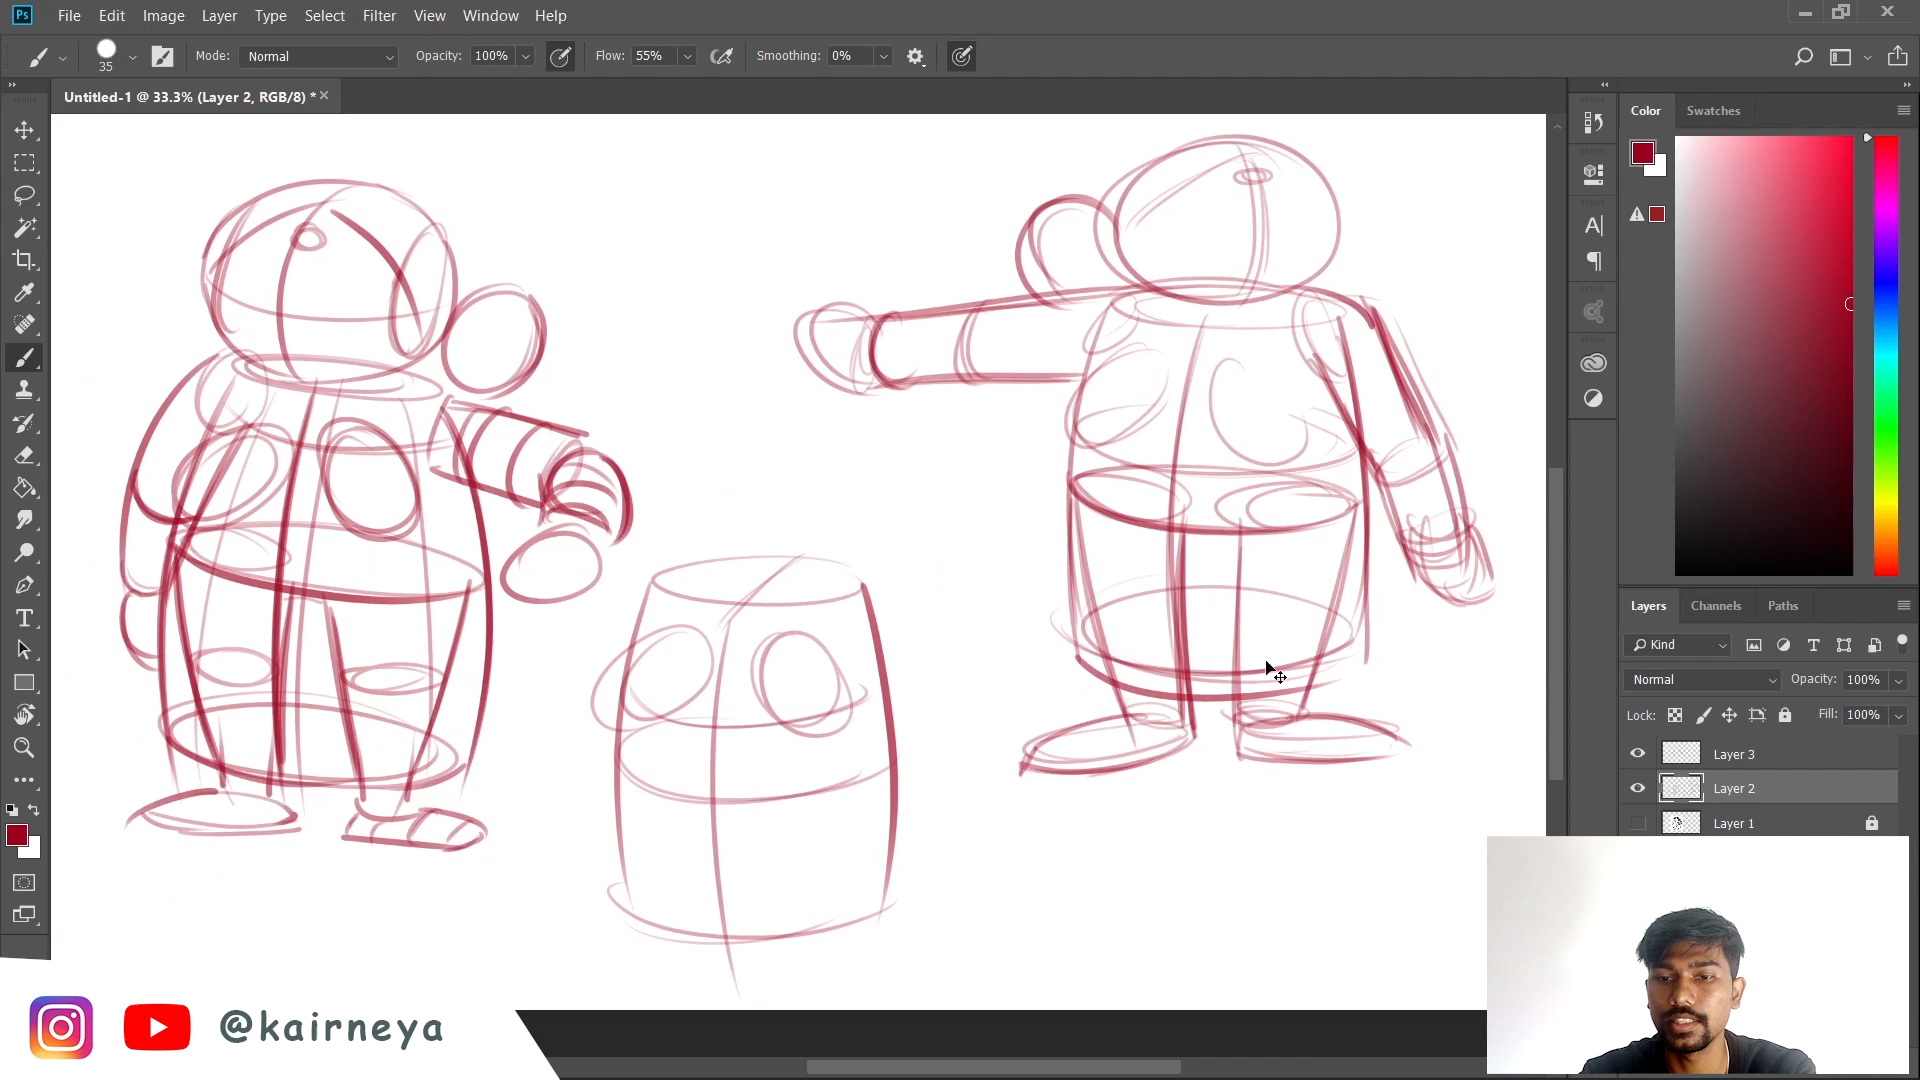 Ps File Edit Image Layer Type Select Filter View Window Help
35 Mode: Normal Opacity: 100% Flow: 55% Smoothing: 0%
Untitled-1 @ 33.3% (Layer 2, RGB/8) *
Color Swatches
Layers Channels Paths
Kind
Normal Opacity: 100%
Lock: Fill: 100%
Layer 3
Layer 2
Layer 1
@kairneya